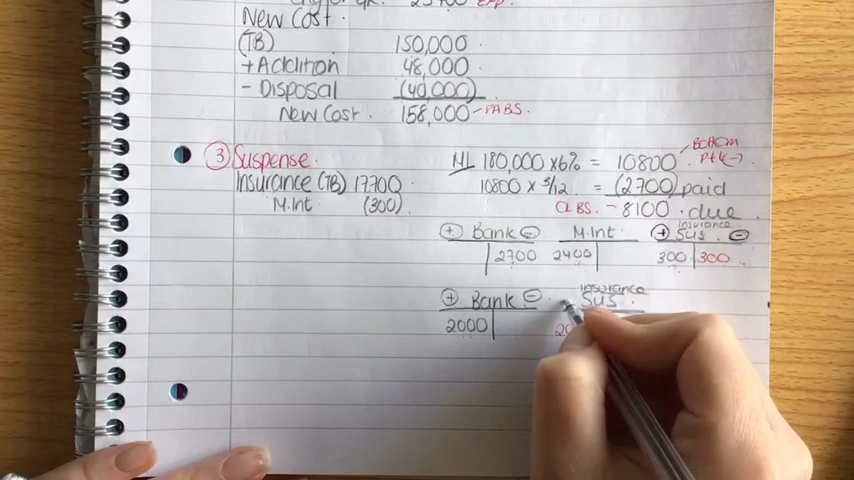 New Cost.
(TB) 150,000
+ Addition 48,000
- Disposal (40,000)
New Cost. 158,000 - FABS.
③ Suspense.
Insurance (TB) 17700
M.Int (300)
ML 180,000 x 6% = 10800
BOTTOM
P+L
10800 x 3/12 = (2700) paid
CLBS. - 8100 . due
+ Bank - M.Int + Insurance Sus. -
2700 2400 300 300
+ Bank - Insurance Sus.
2000